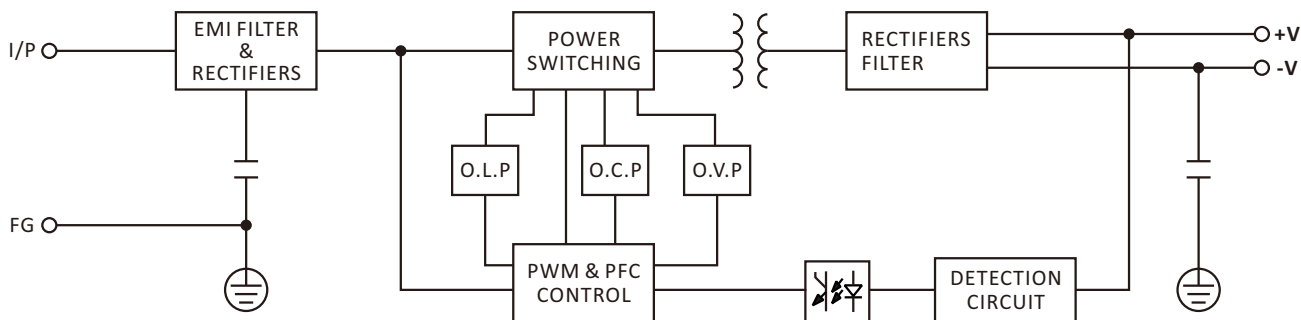 I/P
EMI FILTER
&
RECTIFIERS
POWER
SWITCHING
RECTIFIERS
FILTER
+V
-V
O.L.P
O.C.P
O.V.P
FG
PWM & PFC
CONTROL
DETECTION
CIRCUIT